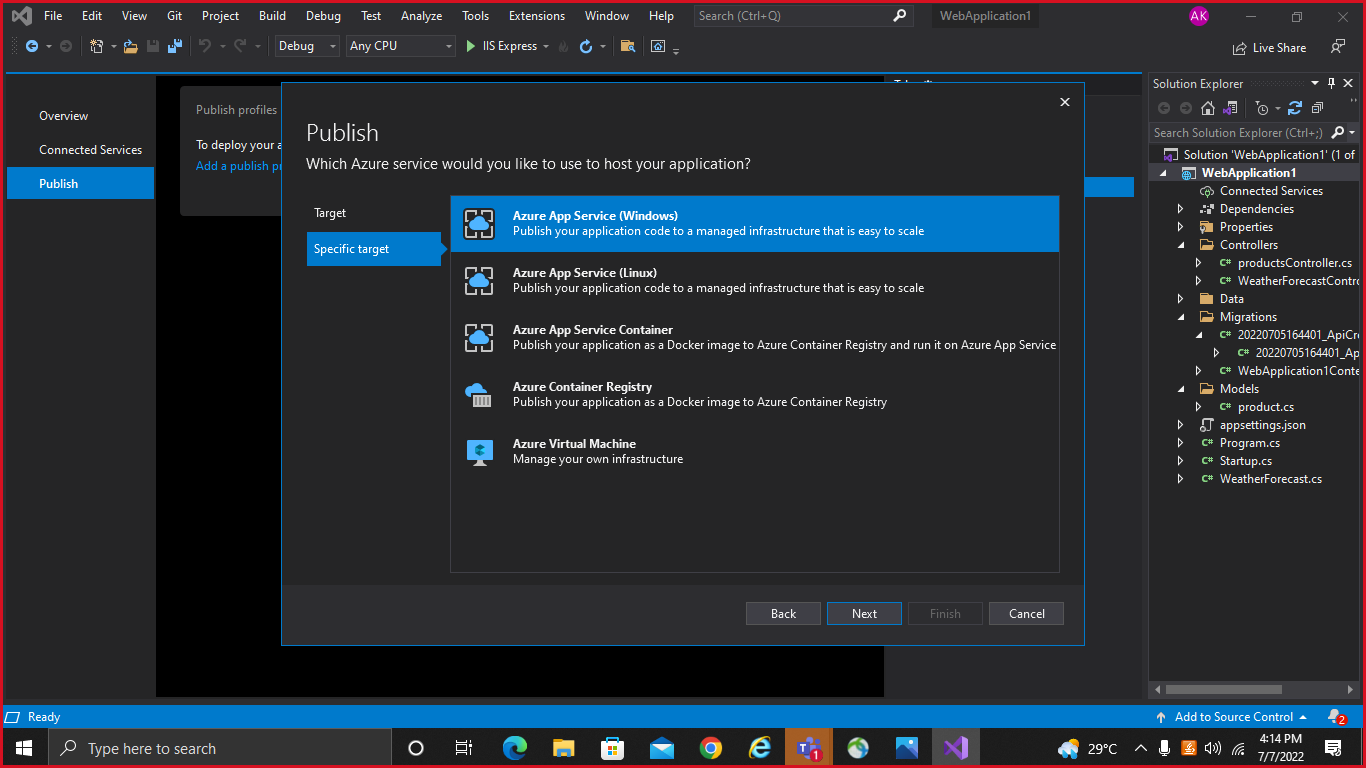 File Edit View Git Project Build Debug Test Analyze Tools Extensions Window Help Search (Ctrl+Q) WebApplication1 AK
Debug Any CPU IIS Express Live Share
Overview
Connected Services
Publish
Publish profiles
To deploy your a
Add a publish pr
Publish
Which Azure service would you like to use to host your application?
Target
Specific target
Azure App Service (Windows)
Publish your application code to a managed infrastructure that is easy to scale
Azure App Service (Linux)
Publish your application code to a managed infrastructure that is easy to scale
Azure App Service Container
Publish your application as a Docker image to Azure Container Registry and run it on Azure App Service
Azure Container Registry
Publish your application as a Docker image to Azure Container Registry
Azure Virtual Machine
Manage your own infrastructure
Back Next Finish Cancel
Solution Explorer
Search Solution Explorer (Ctrl+;)
Solution 'WebApplication1' (1 of
WebApplication1
Connected Services
Dependencies
Properties
Controllers
C# productsController.cs
C# WeatherForecastContro
Data
Migrations
C# 20220705164401_ApiCre
C# 20220705164401_Ap
C# WebApplication1Conte
Models
C# product.cs
appsettings.json
C# Program.cs
C# Startup.cs
C# WeatherForecast.cs
Ready Add to Source Control 2
Type here to search 1 29°C 4:14 PM
7/7/2022